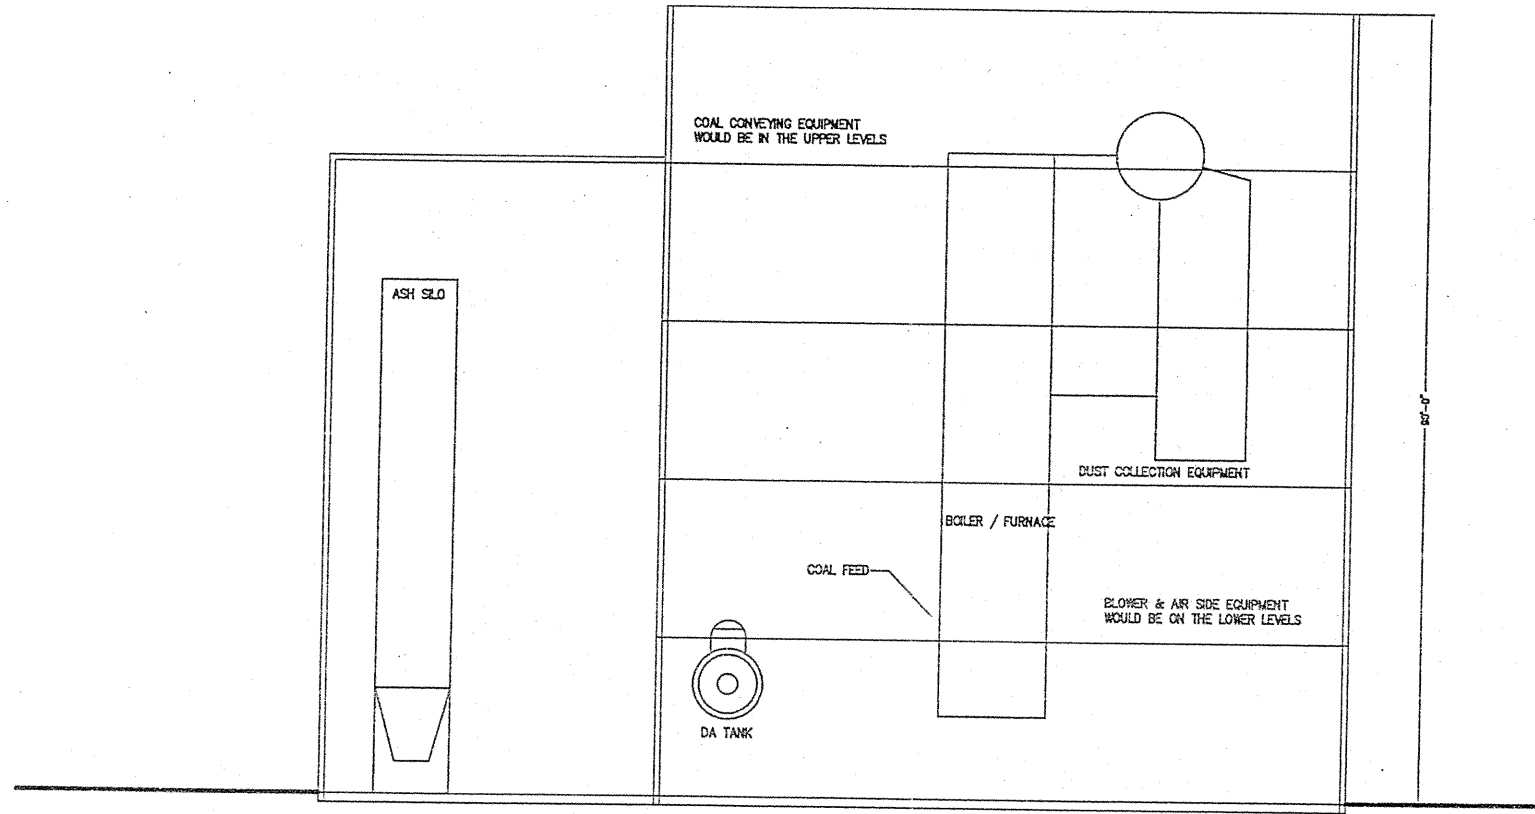 COAL CONVEYING EQUIPMENT
WOULD BE IN THE UPPER LEVELS
ASH SILO
DUST COLLECTION EQUIPMENT
BOILER / FURNACE
COAL FEED
BLOWER & AIR SIDE EQUIPMENT
WOULD BE ON THE LOWER LEVELS
DA TANK